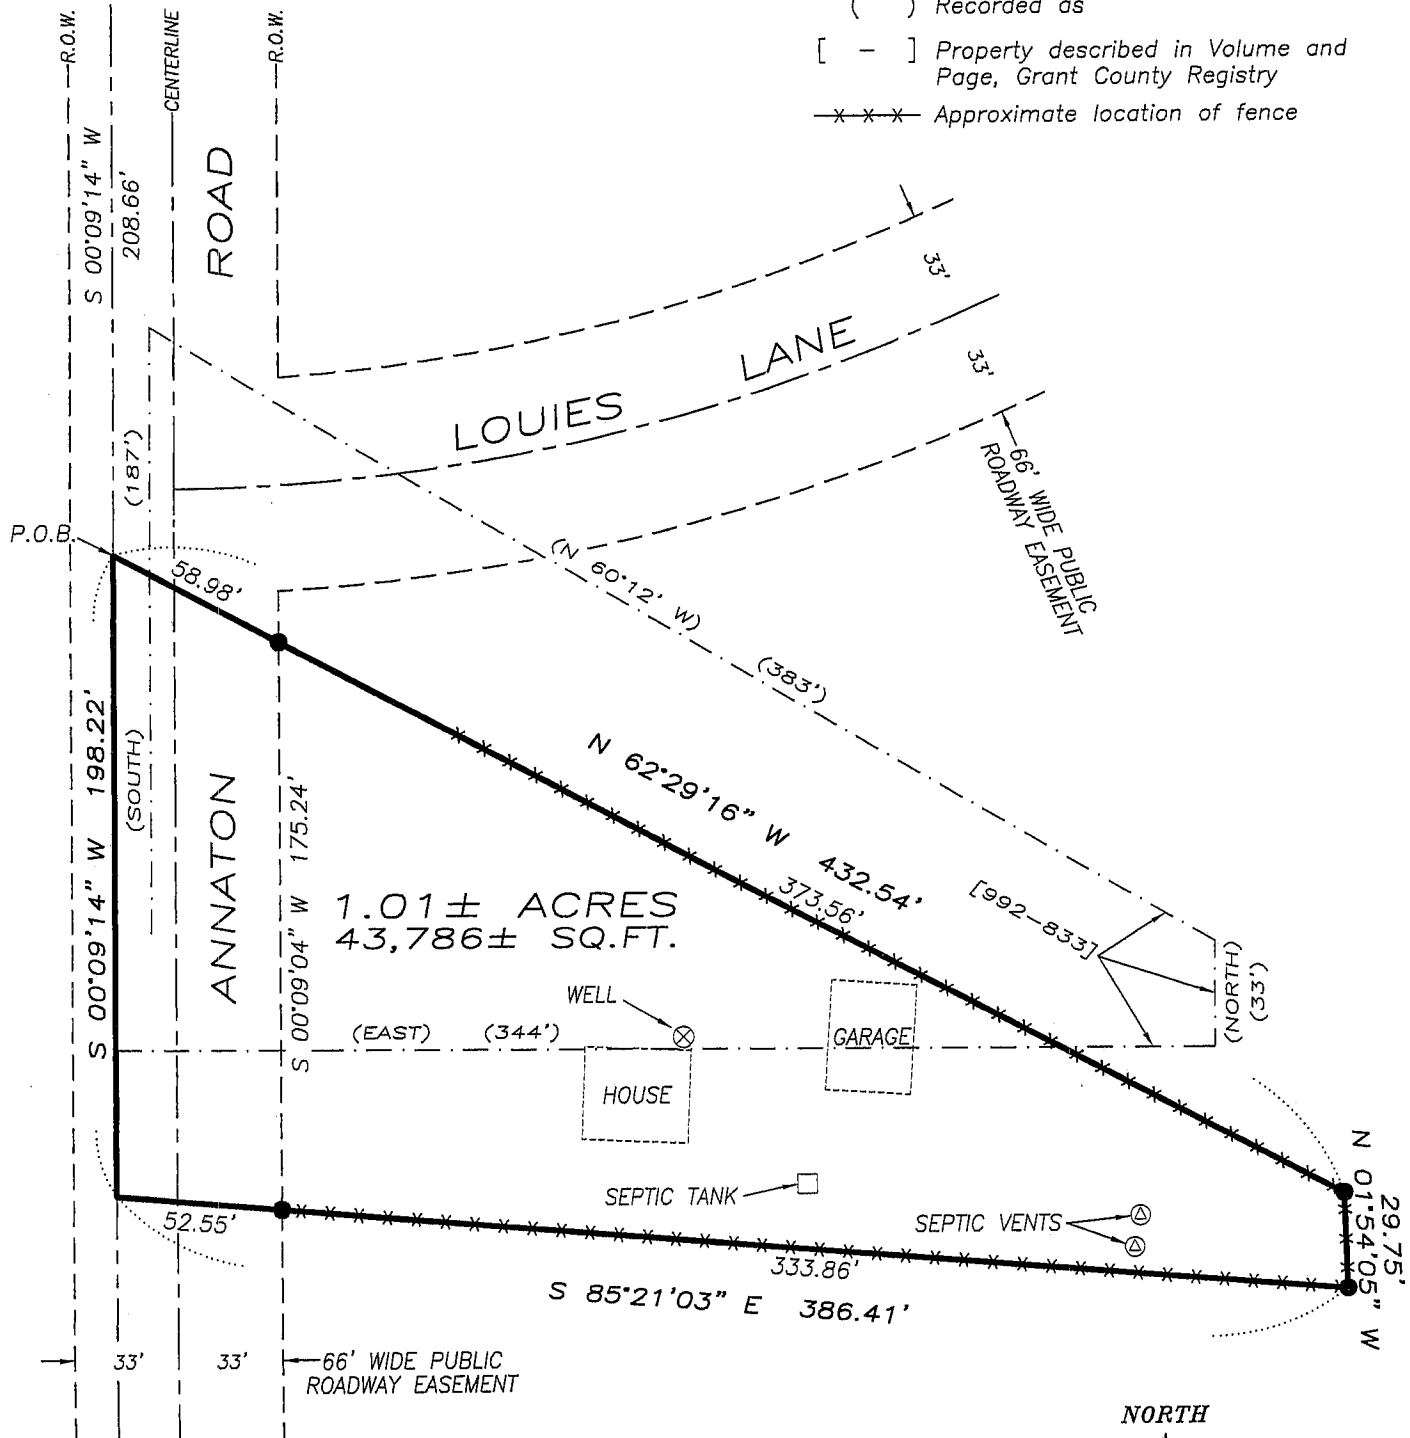 ( ) Recorded as
[ - ] Property described in Volume and
Page, Grant County Registry
x x x Approximate location of fence
R.O.W.
CENTERLINE
R.O.W.
S 00°09'14" W
208.66'
ROAD
33'
LOUIES LANE
33'
66' WIDE PUBLIC
ROADWAY EASEMENT
(187')
P.O.B.
58.98'
(N 60°12' W)
(383')
S 00°09'14" W 198.22'
(SOUTH)
ANNATON
S 00°09'04" W 175.24'
N 62°29'16" W 432.54'
373.56'
[992-833]
1.01± ACRES
43,786± SQ.FT.
WELL
(EAST) (344')
GARAGE
(NORTH)
(33')
HOUSE
SEPTIC TANK
SEPTIC VENTS
N 01°54'05" W
29.75'
52.55'
333.86'
S 85°21'03" E 386.41'
33'
33'
66' WIDE PUBLIC
ROADWAY EASEMENT
NORTH